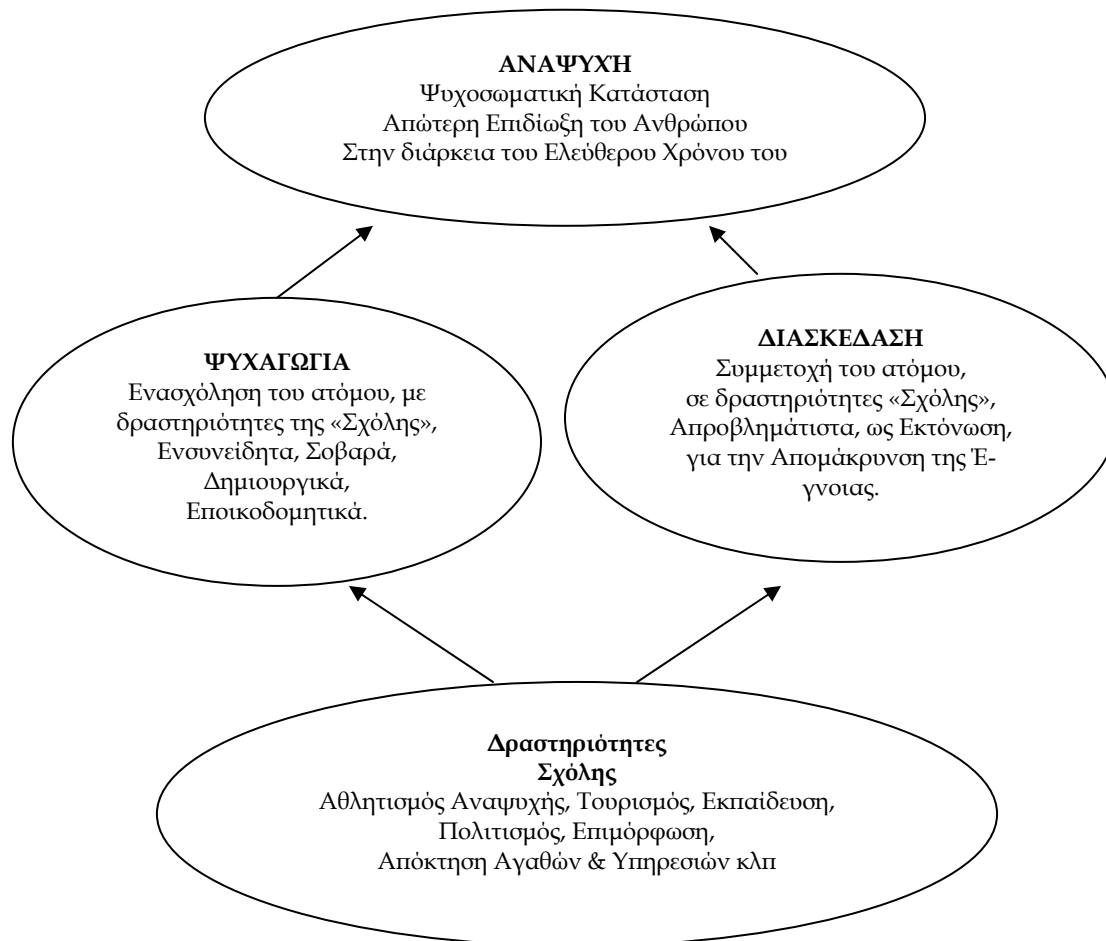 ΑΝΑΨΥΧΉ
Ψυχοσωματική Κατάσταση
Απώτερη Επιδίωξη του Ανθρώπου
Στην διάρκεια του Ελεύθερου Χρόνου του
ΨΥΧΑΓΩΓΙΑ
Ενασχόληση του ατόμου, με
δραστηριότητες της «Σχόλης»,
Ενσυνείδητα, Σοβαρά,
Δημιουργικά,
Εποικοδομητικά.
ΔΙΑΣΚΕΔΑΣΗ
Συμμετοχή του ατόμου,
σε δραστηριότητες «Σχόλης»,
Απροβλημάτιστα, ως Εκτόνωση,
για την Απομάκρυνση της Έ-
γνοιας.
Δραστηριότητες
Σχόλης
Αθλητισμός Αναψυχής, Τουρισμός, Εκπαίδευση,
Πολιτισμός, Επιμόρφωση,
Απόκτηση Αγαθών & Υπηρεσιών κλπ